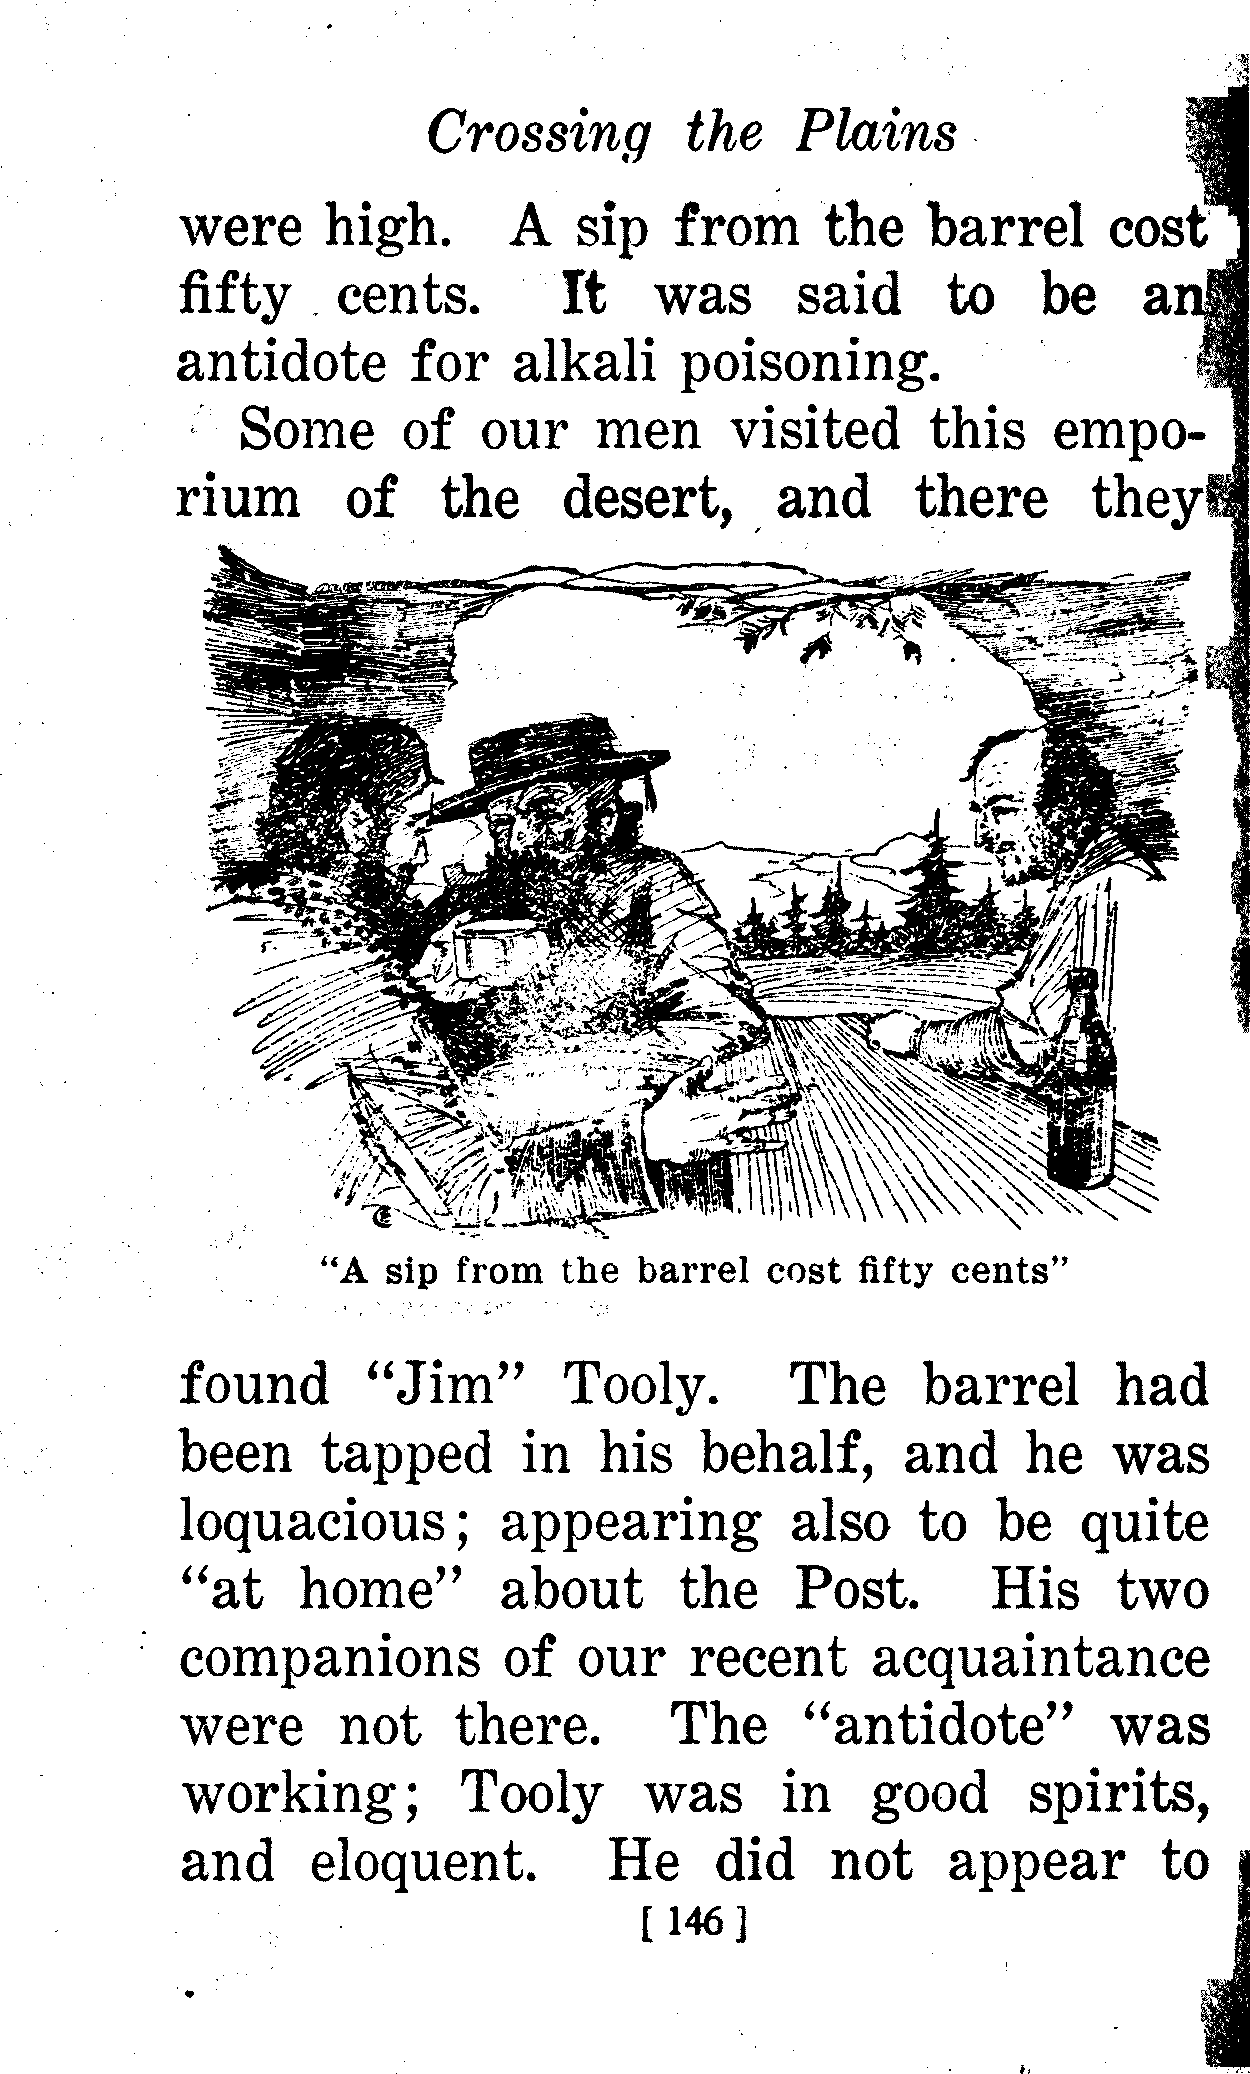 Crossing the Plains
were high. A sip from the barrel cost
fifty cents. It was said to be an
antidote for alkali poisoning.
Some of our men visited this empo-
rium of the desert, and there they
"A sip from the barrel cost fifty cents"
found "Jim" Tooly. The barrel had
been tapped in his behalf, and he was
loquacious; appearing also to be quite
"at home" about the Post. His two
companions of our recent acquaintance
were not there. The "antidote" was
working; Tooly was in good spirits,
and eloquent. He did not appear to
[ 146 ]